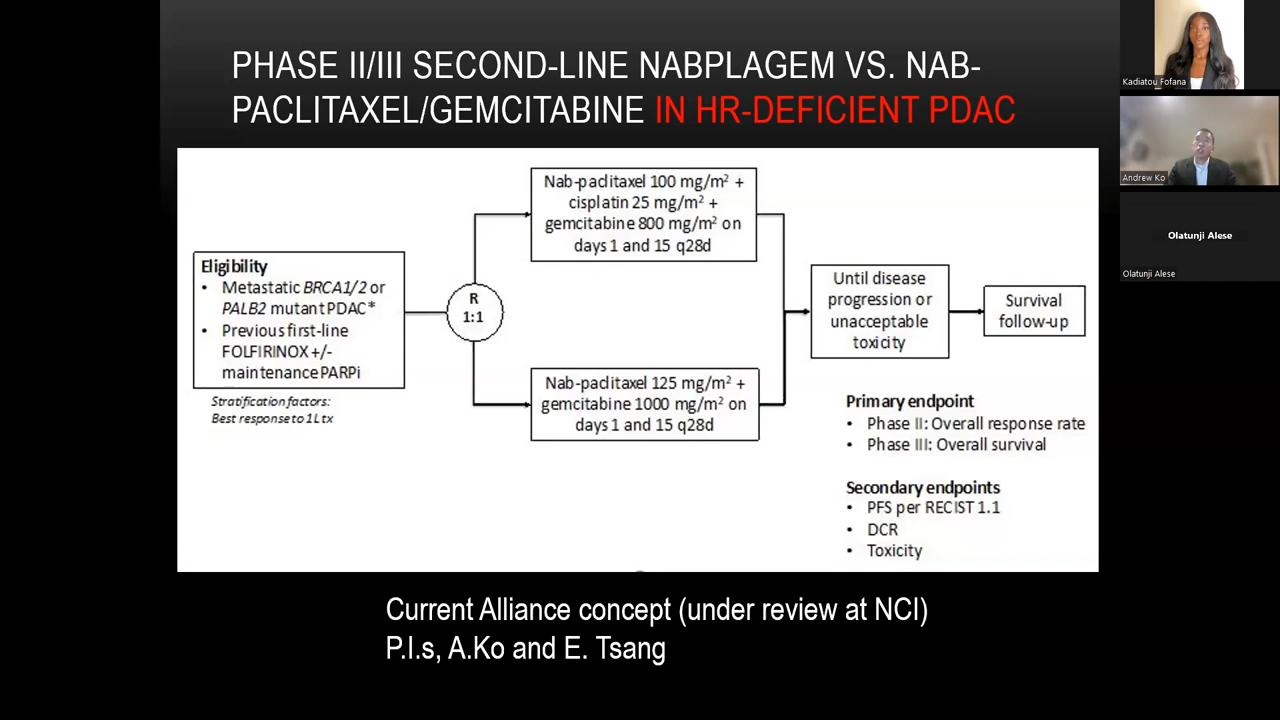 PHASE II/III SECOND-LINE NABPLAGEM VS. NAB-
PACLITAXEL/GEMCITABINE IN HR-DEFICIENT PDAC
Eligibility
• Metastatic BRCA1/2 or
PALB2 mutant PDAC*
• Previous first-line
FOLFIRINOX +/-
maintenance PARPi
Stratification factors:
Best response to 1L tx
R
1:1
Nab-paclitaxel 100 mg/m² +
cisplatin 25 mg/m² +
gemcitabine 800 mg/m² on
days 1 and 15 q28d
Nab-paclitaxel 125 mg/m² +
gemcitabine 1000 mg/m² on
days 1 and 15 q28d
Until disease
progression or
unacceptable
toxicity
Survival
follow-up
Primary endpoint
• Phase II: Overall response rate
• Phase III: Overall survival
Secondary endpoints
• PFS per RECIST 1.1
• DCR
• Toxicity
Current Alliance concept (under review at NCI)
P.I.s, A.Ko and E. Tsang
Kadiatou Fofana
Andrew Ko
Olatunji Alese
Olatunji Alese